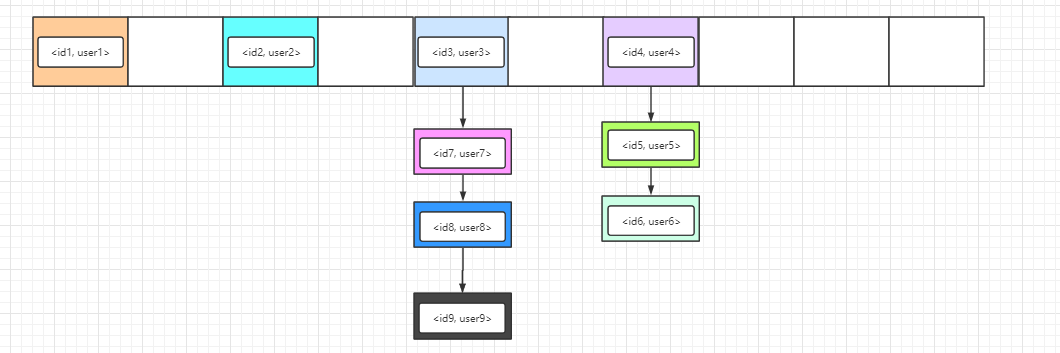 <id1, user1>
<id2, user2>
<id3, user3>
<id4, user4>
<id7, user7>
<id5, user5>
<id8, user8>
<id6, user6>
<id9, user9>